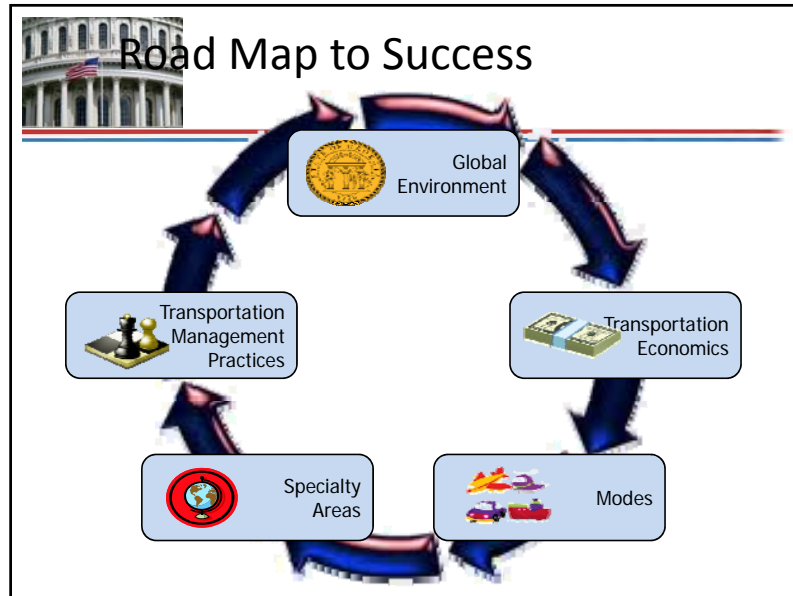 Road Map to Success
Global
Environment
Transportation
Economics
Modes
Specialty
Areas
Transportation
Management
Practices